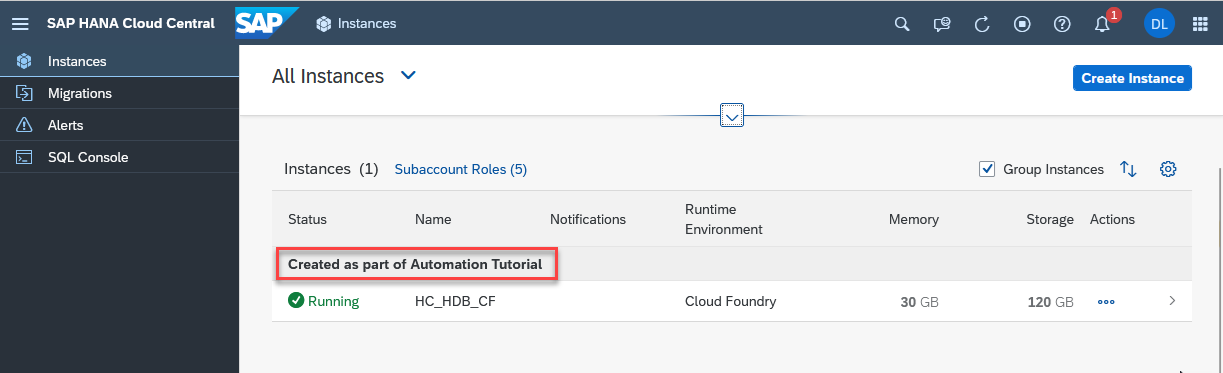 SAP HANA Cloud Central
SAP
Instances
1
DL
Instances
Migrations
Alerts
SQL Console
All Instances
Create Instance
Instances (1)
Subaccount Roles (5)
Group Instances
Status
Name
Notifications
Runtime
Environment
Memory
Storage
Actions
Created as part of Automation Tutorial
Running
HC_HDB_CF
Cloud Foundry
30 GB
120 GB